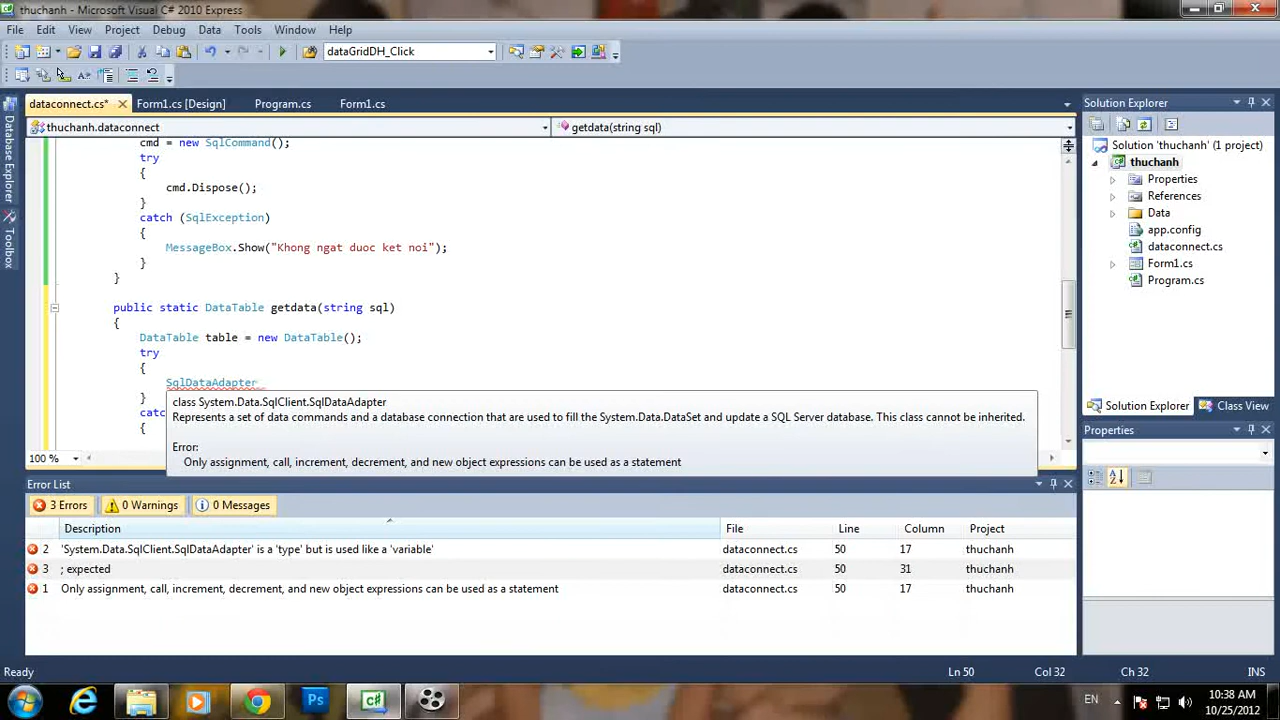 thuchanh - Microsoft Visual C# 2010 Express
File Edit View Project Debug Data Tools Window Help
dataGridDH_Click
dataconnect.cs* Form1.cs [Design] Program.cs Form1.cs
thuchanh.dataconnect getdata(string sql)
cmd = new SqlCommand();
try
{
cmd.Dispose();
}
catch (SqlException)
{
MessageBox.Show("Khong ngat duoc ket noi");
}
}
public static DataTable getdata(string sql)
{
DataTable table = new DataTable();
try
{
SqlDataAdapter
}
catc
{
class System.Data.SqlClient.SqlDataAdapter
Represents a set of data commands and a database connection that are used to fill the System.Data.DataSet and update a SQL Server database. This class cannot be inherited.
Error:
Only assignment, call, increment, decrement, and new object expressions can be used as a statement
100 %
Database Explorer
Toolbox
Solution Explorer
Solution 'thuchanh' (1 project)
thuchanh
Properties
References
Data
app.config
dataconnect.cs
Form1.cs
Program.cs
Solution Explorer Class View
Properties
Error List
3 Errors 0 Warnings 0 Messages
Description File Line Column Project
2 'System.Data.SqlClient.SqlDataAdapter' is a 'type' but is used like a 'variable' dataconnect.cs 50 17 thuchanh
3 ; expected dataconnect.cs 50 31 thuchanh
1 Only assignment, call, increment, decrement, and new object expressions can be used as a statement dataconnect.cs 50 17 thuchanh
Ready Ln 50 Col 32 Ch 32 INS
Ps C# EN 10:38 AM
10/25/2012